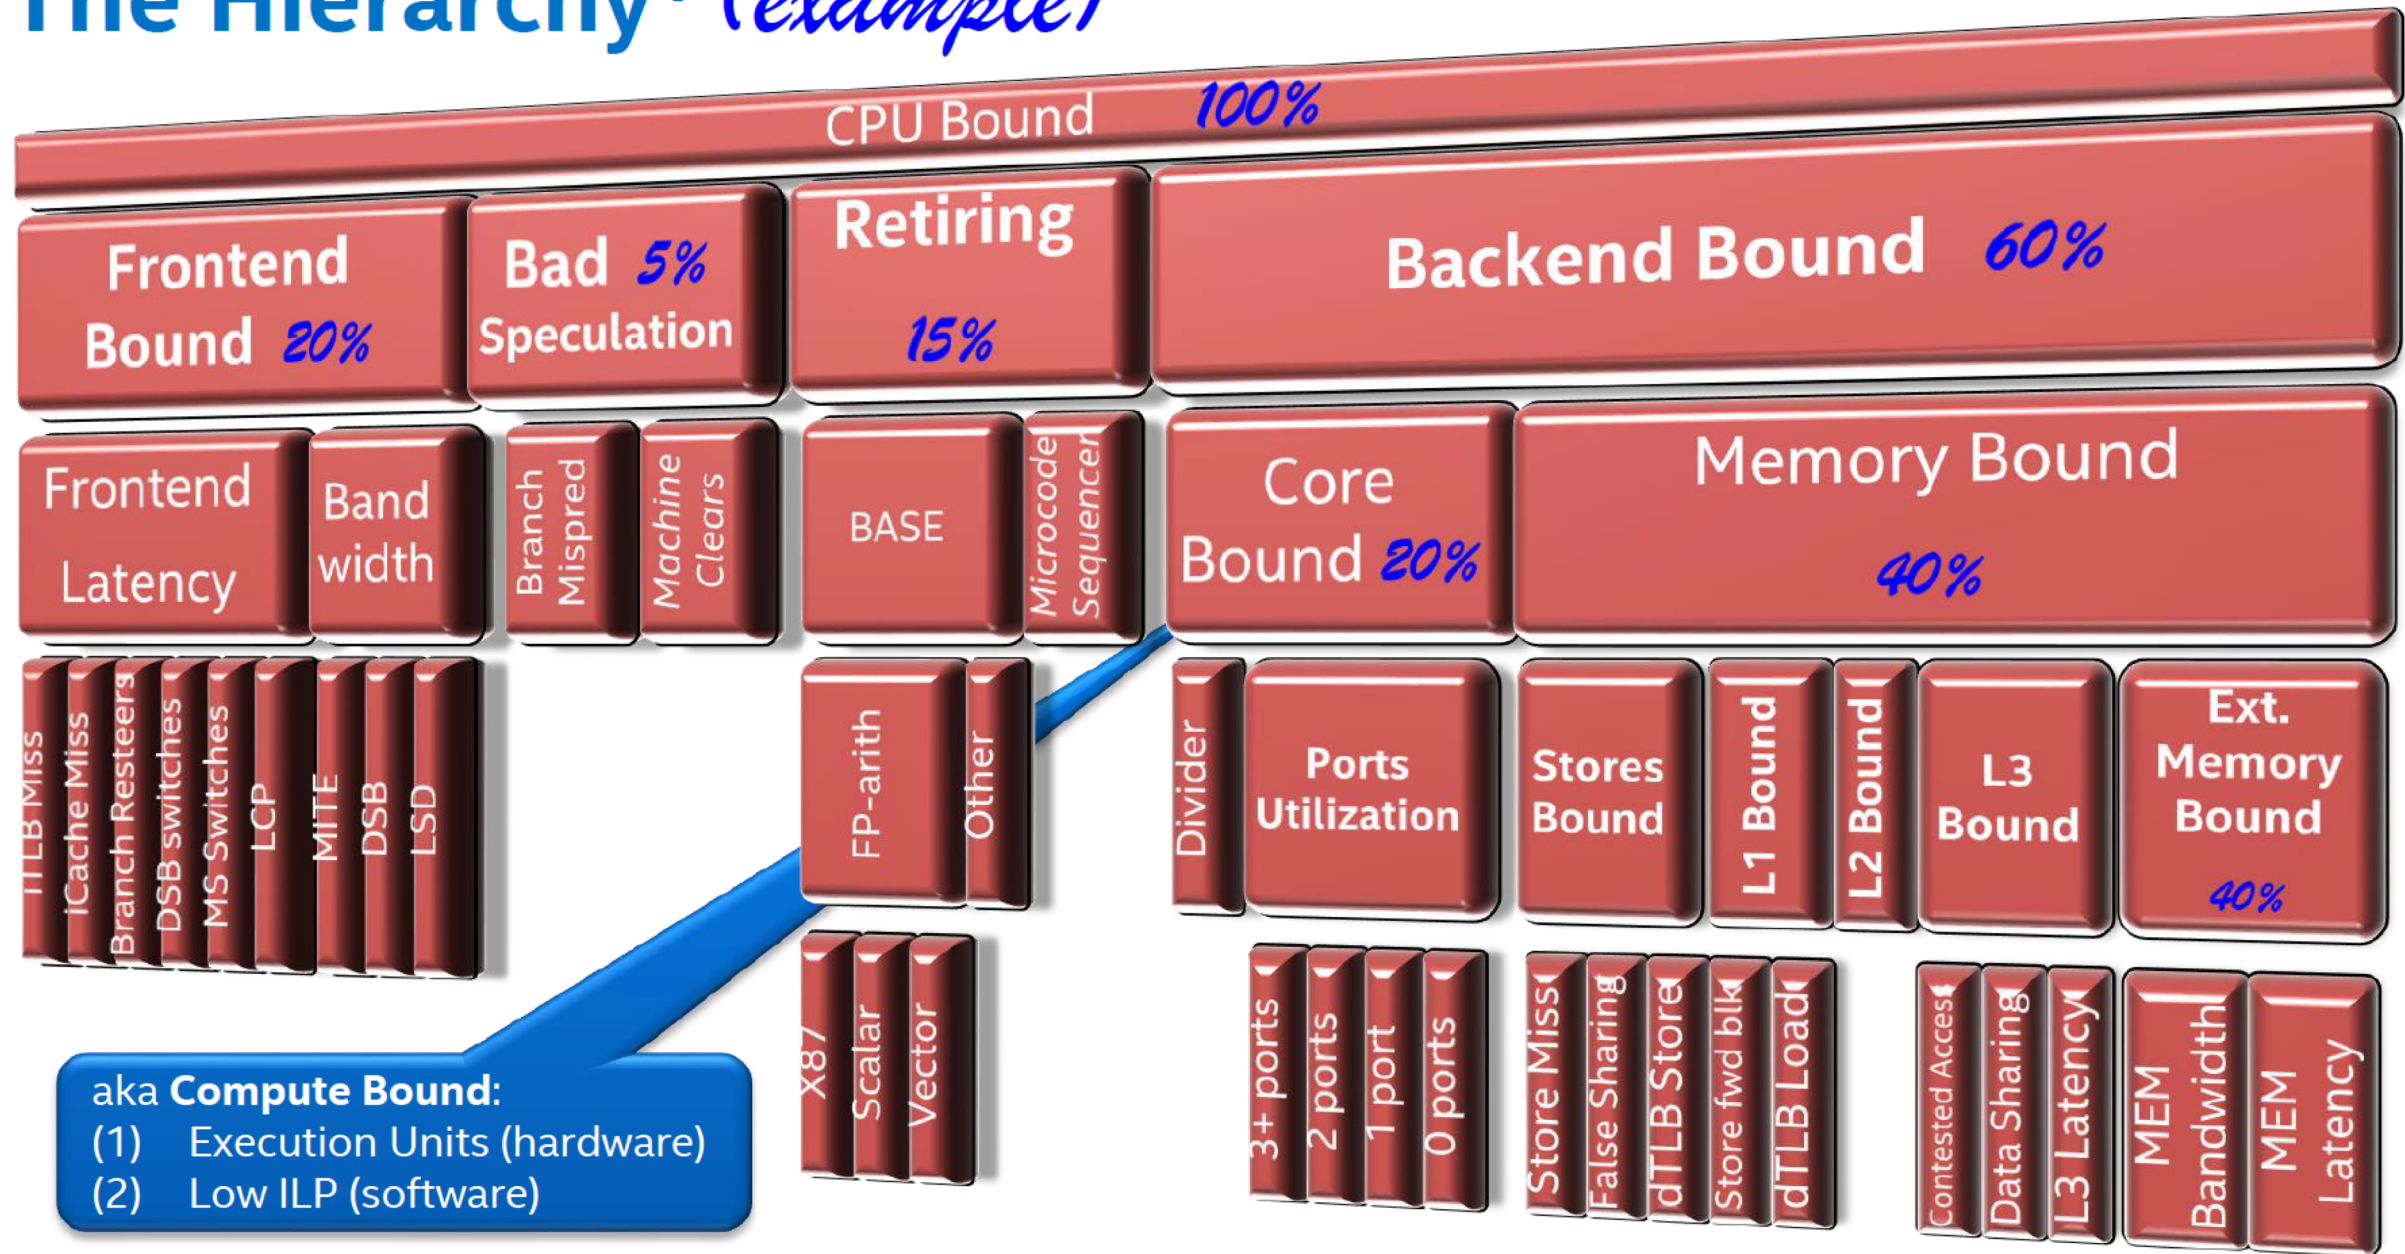 The Hierarchy (example)
CPU Bound 100%
Frontend
Bound 20%
Bad 5%
Speculation
Retiring
15%
Backend Bound 60%
Frontend
Latency
Band
width
Branch
Mispred
Machine
Clears
BASE
Microcode
Sequencer
Core
Bound 20%
Memory Bound
40%
ITLB Miss
iCache Miss
Branch Resteers
DSB switches
MS Switches
LCP
MITE
DSB
LSD
FP-arith
Other
Divider
Ports
Utilization
Stores
Bound
L1 Bound
L2 Bound
L3
Bound
Ext.
Memory
Bound
40%
X87
Scalar
Vector
3+ ports
2 ports
1 port
0 ports
Store Miss
False Sharing
dTLB Store
Store fwd blk
dTLB Load
Contested Access
Data Sharing
L3 Latency
MEM
Bandwidth
MEM
Latency
aka Compute Bound:
(1) Execution Units (hardware)
(2) Low ILP (software)